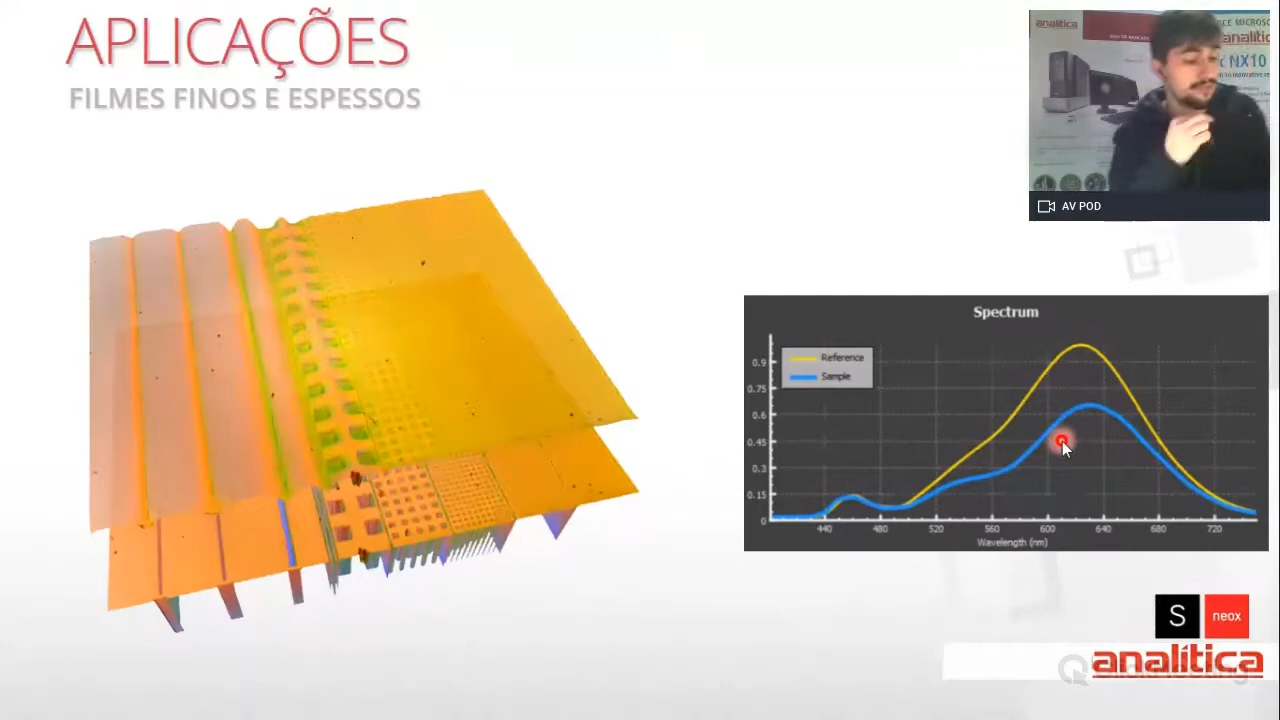 APLICAÇÕES
FILMES FINOS E ESPESSOS
analítica
analítica
NX10
AV POD
Spectrum
Reference
Sample
0.9
0.75
0.6
0.45
0.3
0.15
0
440
480
520
560
600
640
680
720
Wavelength (nm)
S
neox
analítica